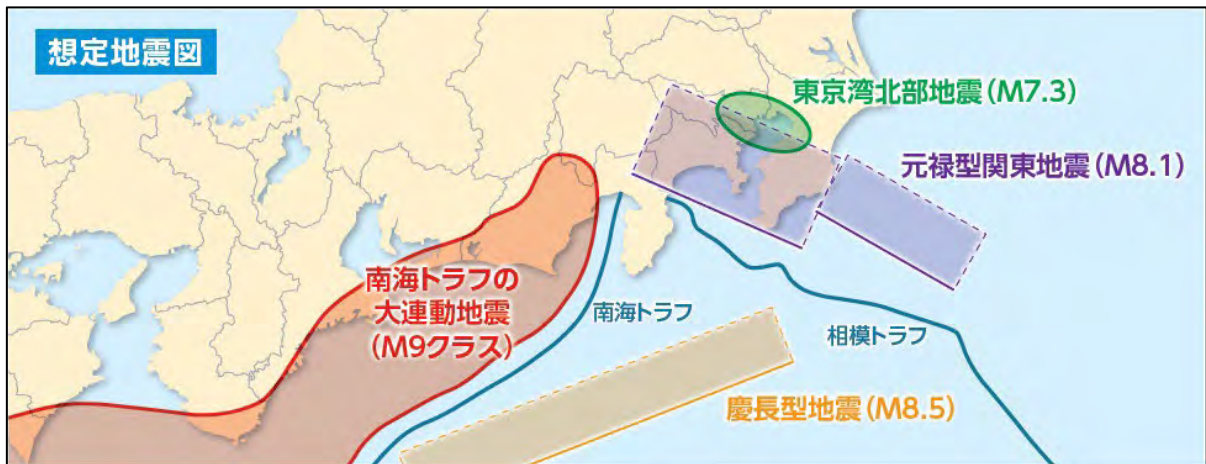 想定地震図
東京湾北部地震(M7.3)
元禄型関東地震(M8.1)
南海トラフの
大連動地震
(M9クラス)
南海トラフ
相模トラフ
慶長型地震(M8.5)